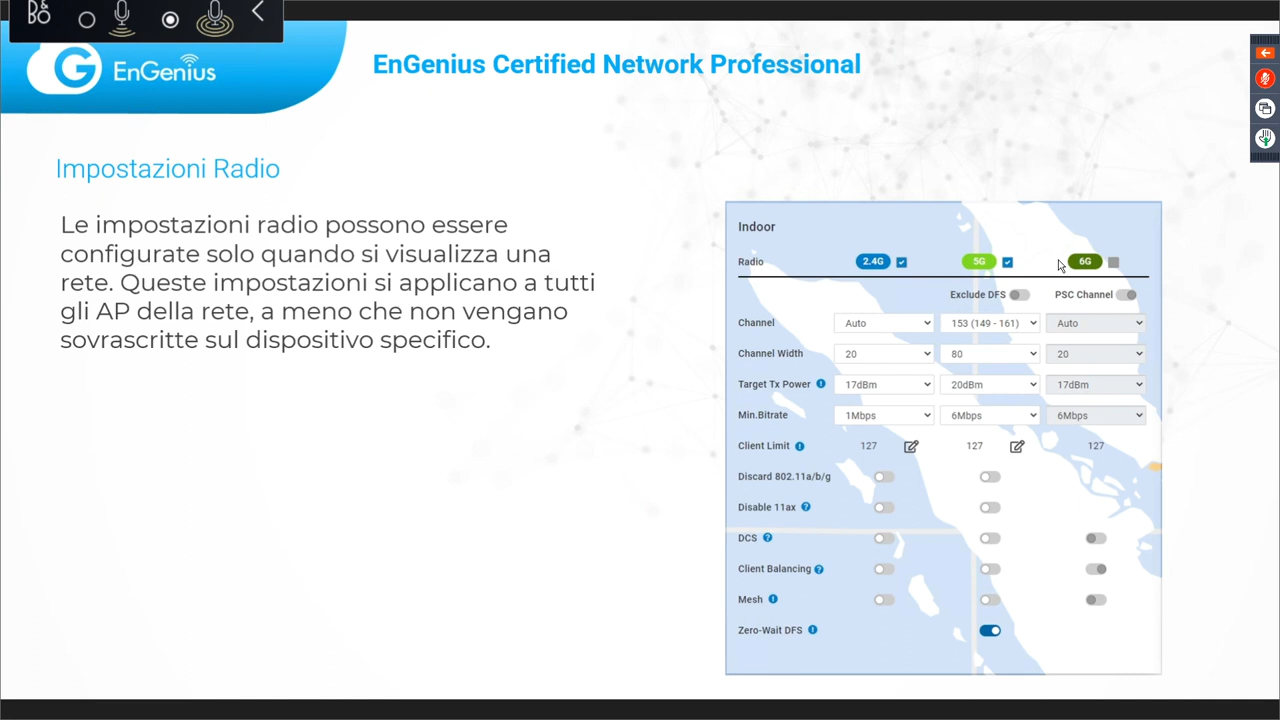 EnGenius
EnGenius Certified Network Professional
Impostazioni Radio
Le impostazioni radio possono essere
configurate solo quando si visualizza una
rete. Queste impostazioni si applicano a tutti
gli AP della rete, a meno che non vengano
sovrascritte sul dispositivo specifico.
Indoor
Radio 2.4G 5G 6G
Exclude DFS PSC Channel
Channel Auto 153 (149 - 161) Auto
Channel Width 20 80 20
Target Tx Power 17dBm 20dBm 17dBm
Min.Bitrate 1Mbps 6Mbps 6Mbps
Client Limit 127 127 127
Discard 802.11a/b/g
Disable 11ax
DCS
Client Balancing
Mesh
Zero-Wait DFS